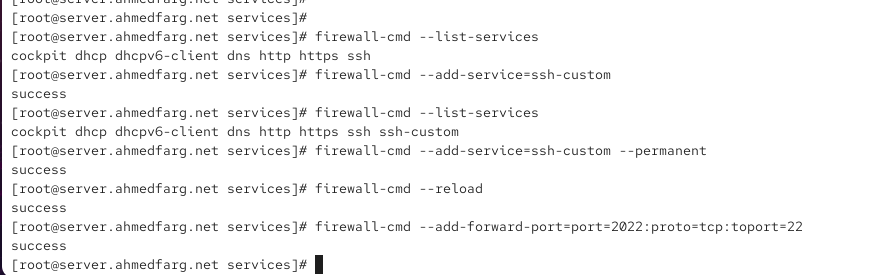 [root@server.ahmedfarg.net services]#
[root@server.ahmedfarg.net services]#
[root@server.ahmedfarg.net services]# firewall-cmd --list-services
cockpit dhcp dhcpv6-client dns http https ssh
[root@server.ahmedfarg.net services]# firewall-cmd --add-service=ssh-custom
success
[root@server.ahmedfarg.net services]# firewall-cmd --list-services
cockpit dhcp dhcpv6-client dns http https ssh ssh-custom
[root@server.ahmedfarg.net services]# firewall-cmd --add-service=ssh-custom --permanent
success
[root@server.ahmedfarg.net services]# firewall-cmd --reload
success
[root@server.ahmedfarg.net services]# firewall-cmd --add-forward-port=port=2022:proto=tcp:toport=22
success
[root@server.ahmedfarg.net services]#